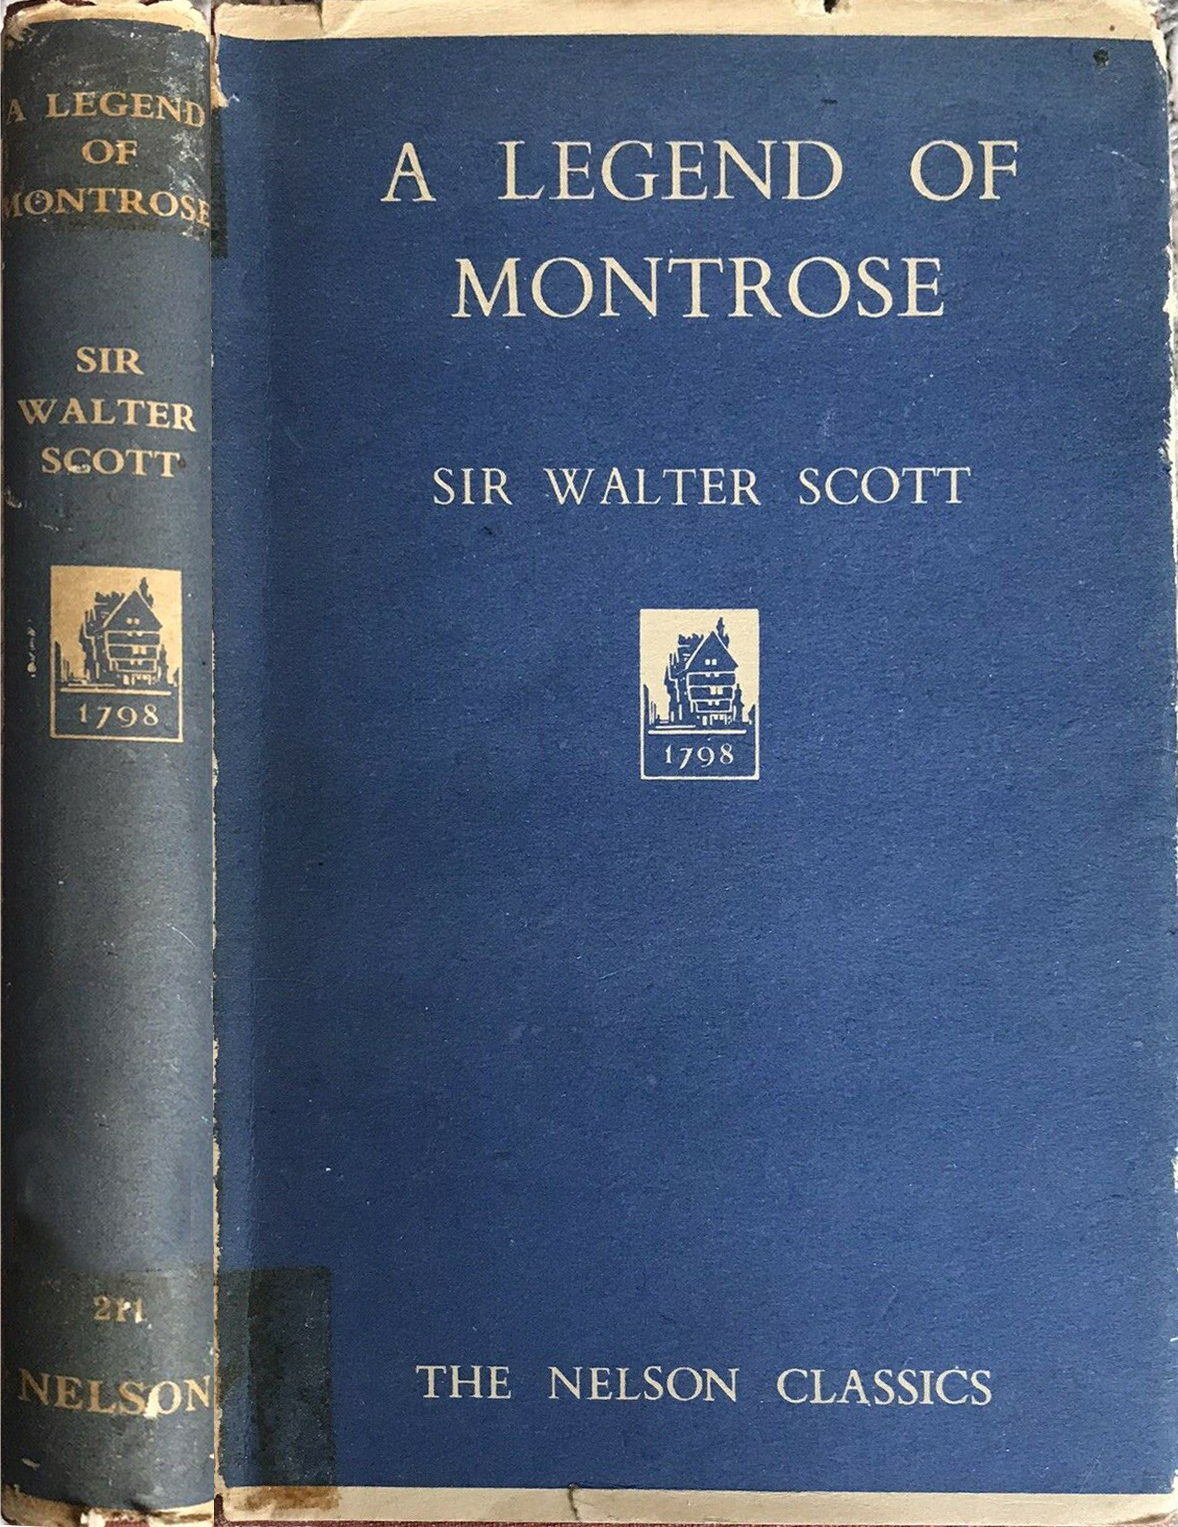 A LEGEND
OF
MONTROSE
SIR
WALTER
SCOTT
1798
211
NELSON
A LEGEND OF
MONTROSE
SIR WALTER SCOTT
1798
THE NELSON CLASSICS